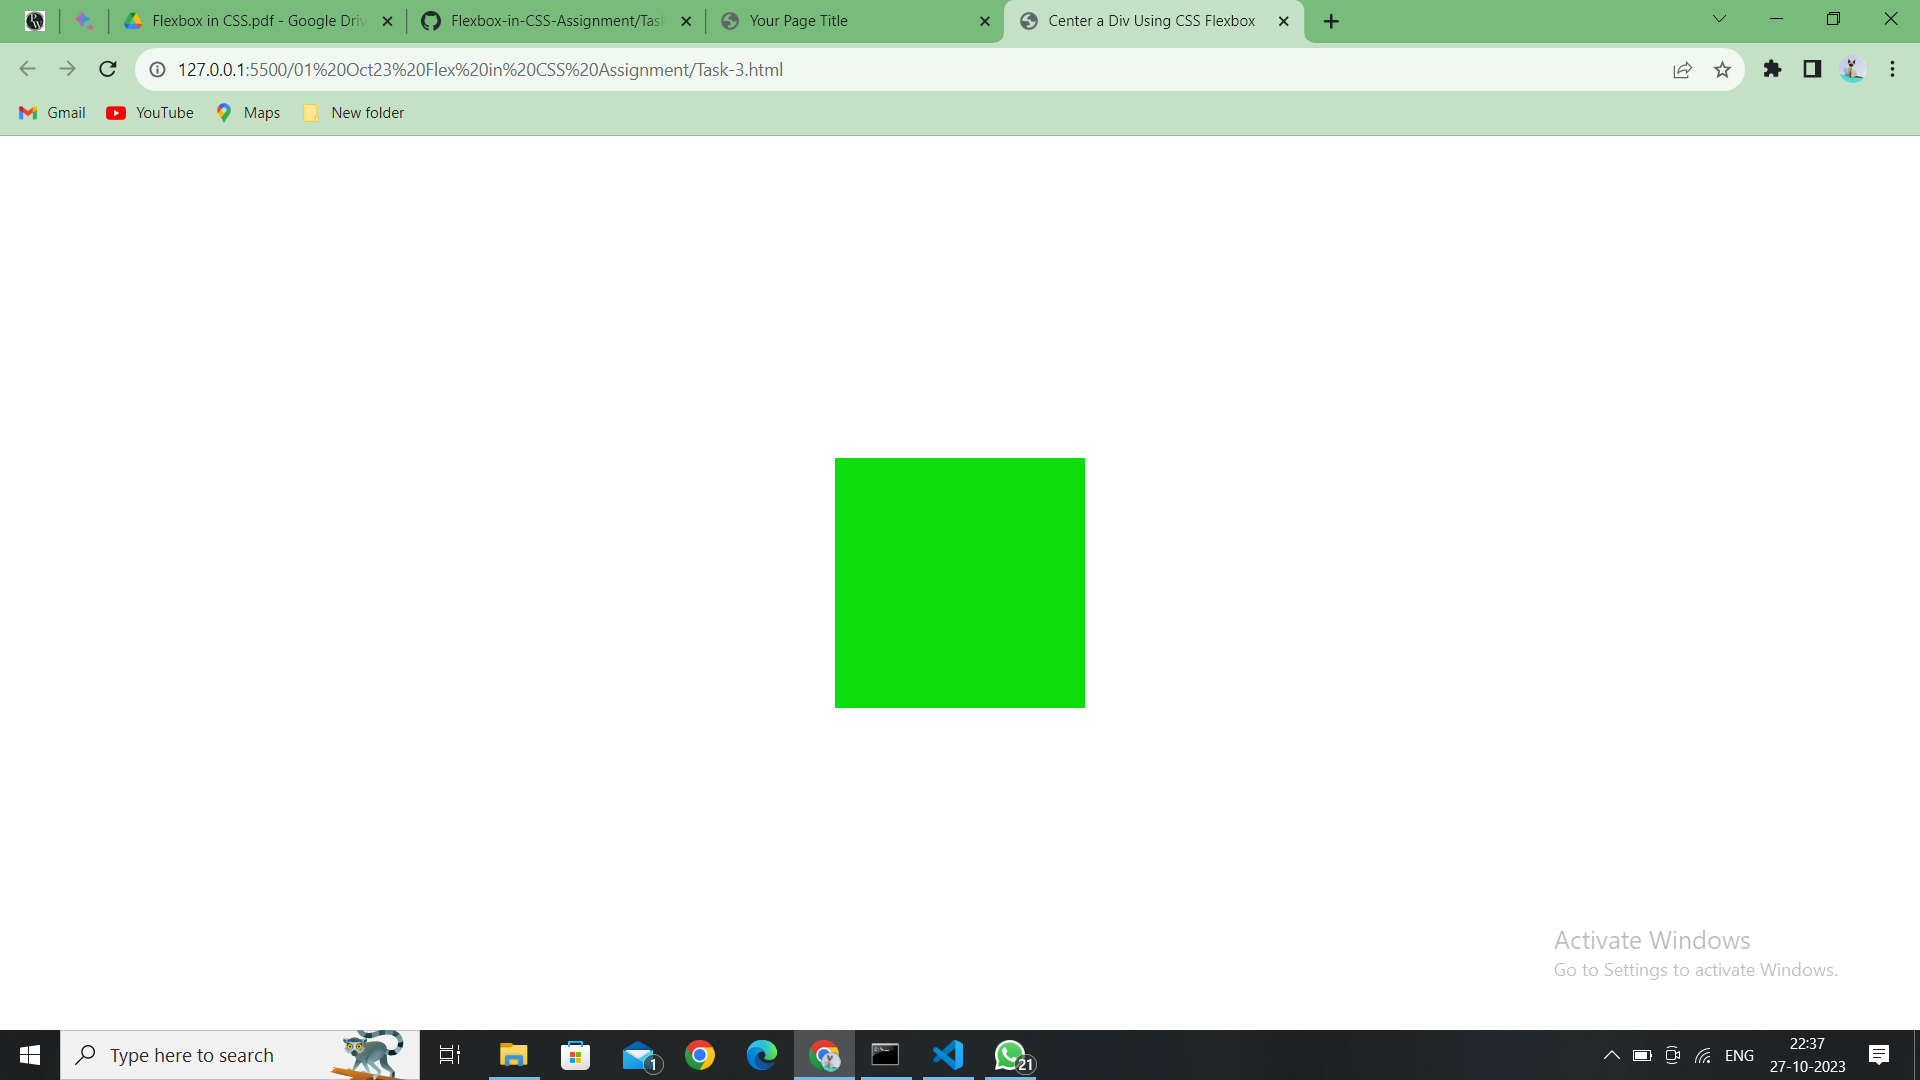 Flexbox in CSS.pdf - Google Driv
Flexbox-in-CSS-Assignment/Task
Your Page Title
Center a Div Using CSS Flexbox
127.0.0.1:5500/01%20Oct23%20Flex%20in%20CSS%20Assignment/Task-3.html
Gmail
YouTube
Maps
New folder
Activate Windows
Go to Settings to activate Windows.
Type here to search
1
21
ENG
22:37
27-10-2023